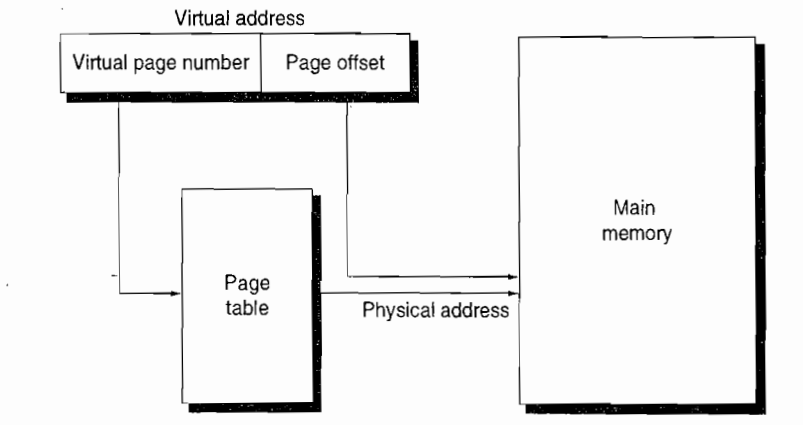 Virtual address
Virtual page number
Page offset
Main
memory
Page
table
Physical address